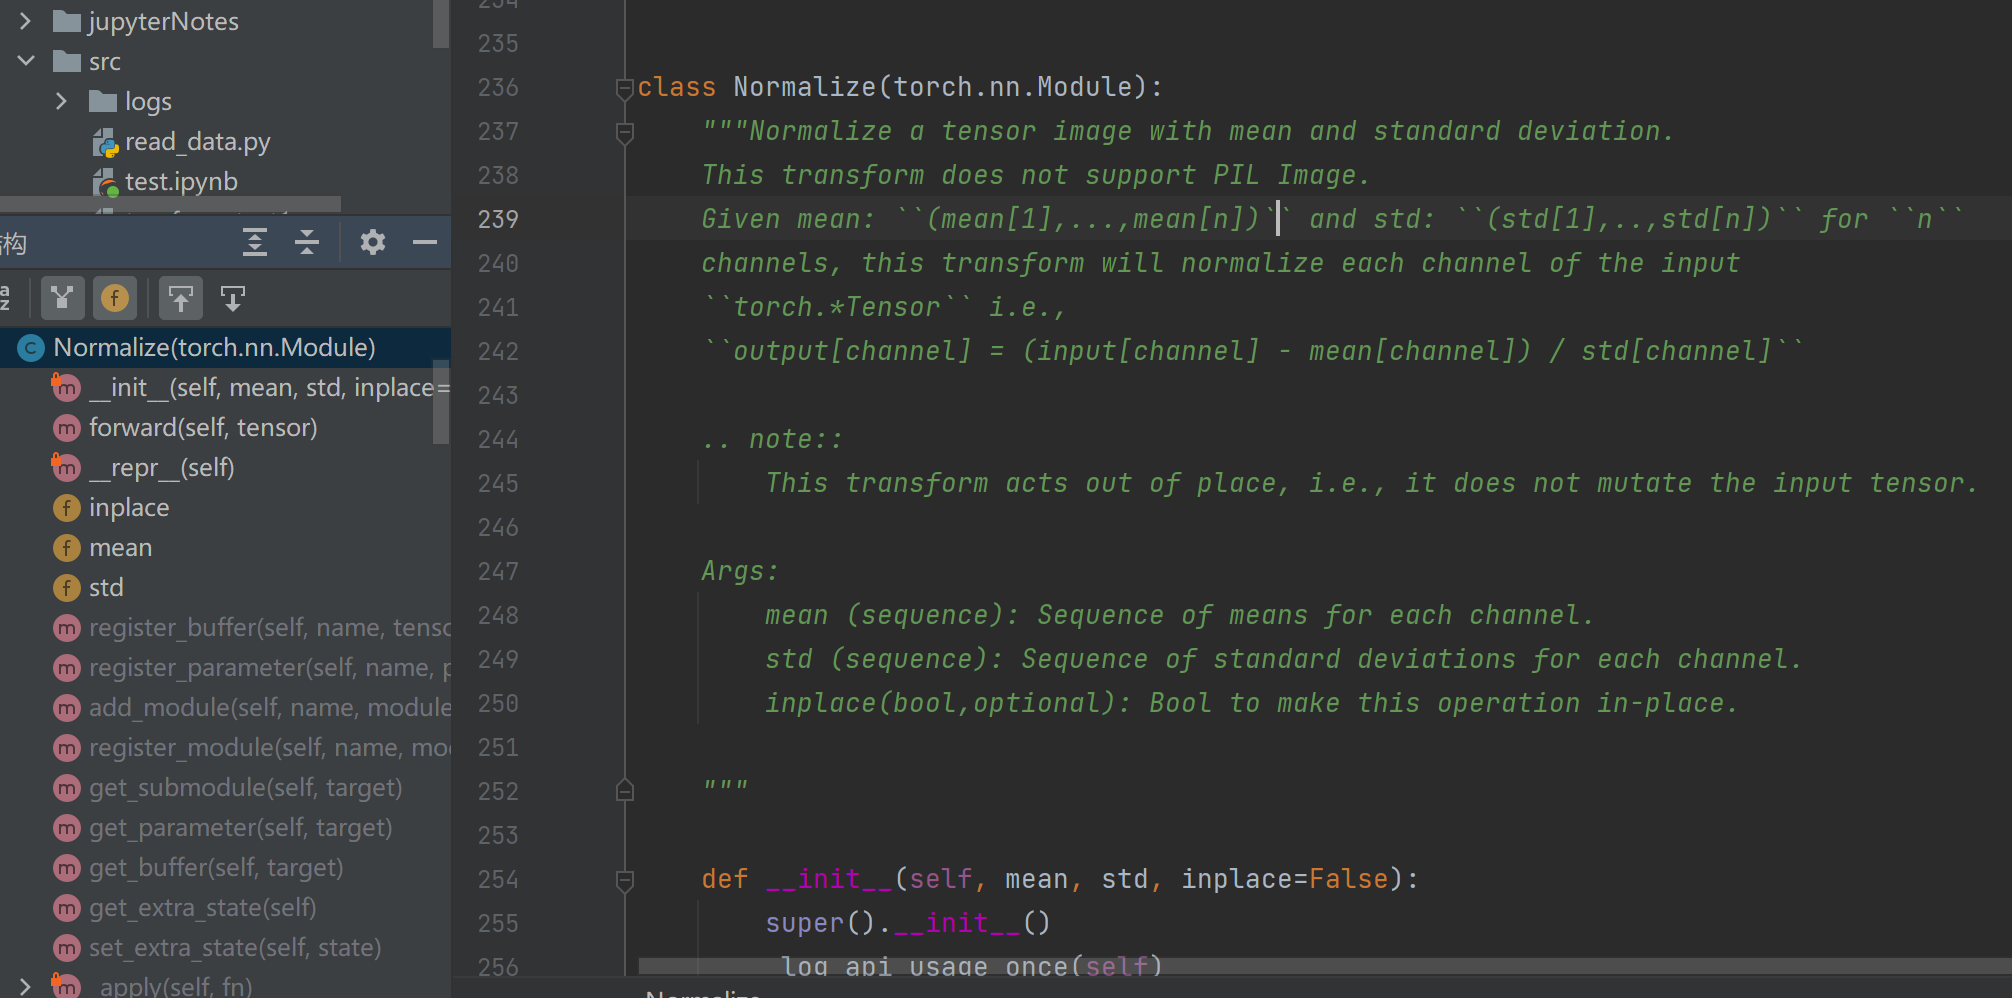 jupyterNotes
src
logs
read_data.py
test.ipynb
构
Normalize(torch.nn.Module)
__init__(self, mean, std, inplace=
forward(self, tensor)
__repr__(self)
inplace
mean
std
register_buffer(self, name, tensc
register_parameter(self, name, p
add_module(self, name, module
register_module(self, name, mo
get_submodule(self, target)
get_parameter(self, target)
get_buffer(self, target)
get_extra_state(self)
set_extra_state(self, state)
_apply(self, fn)
234
235
236 class Normalize(torch.nn.Module):
237 """Normalize a tensor image with mean and standard deviation.
238 This transform does not support PIL Image.
239 Given mean: ``(mean[1],...,mean[n])`` and std: ``(std[1],..,std[n])`` for ``n``
240 channels, this transform will normalize each channel of the input
241 ``torch.*Tensor`` i.e.,
242 ``output[channel] = (input[channel] - mean[channel]) / std[channel]``
243
244 .. note::
245 This transform acts out of place, i.e., it does not mutate the input tensor.
246
247 Args:
248 mean (sequence): Sequence of means for each channel.
249 std (sequence): Sequence of standard deviations for each channel.
250 inplace(bool,optional): Bool to make this operation in-place.
251
252 """
253
254 def __init__(self, mean, std, inplace=False):
255 super().__init__()
256 _log_api_usage_once(self)
Normalize